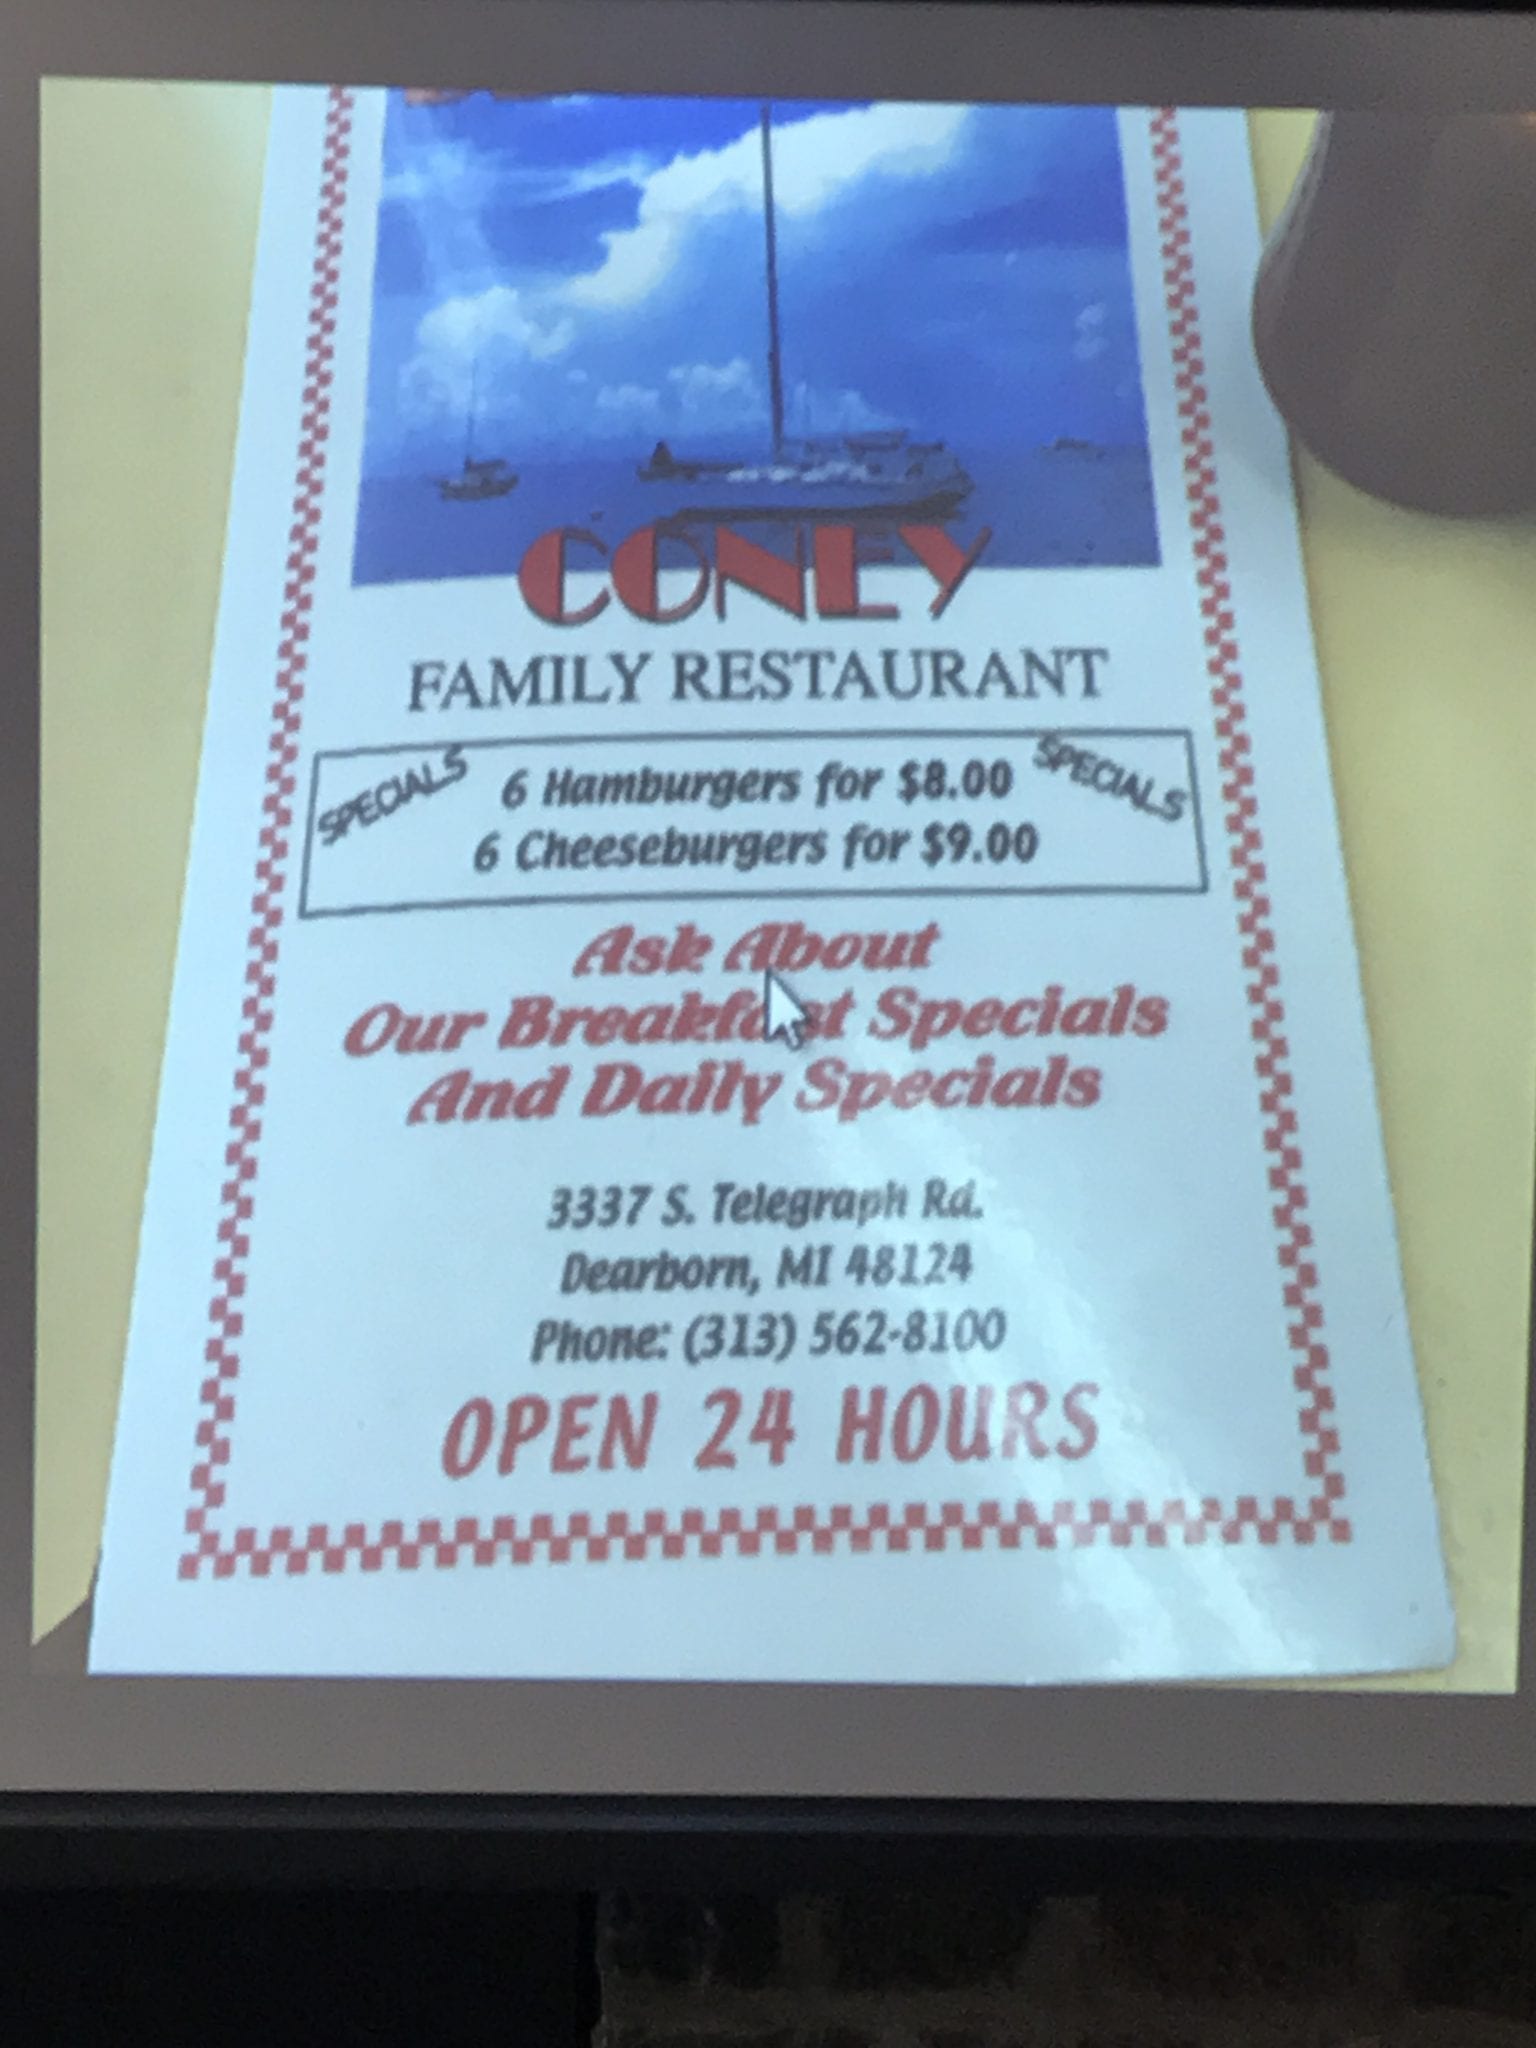 CONEY
FAMILY RESTAURANT
SPECIALS
6 Hamburgers for $8.00
SPECIALS
6 Cheeseburgers for $9.00
Ask About
Our Breakfast Specials
And Daily Specials
3337 S. Telegraph Rd.
Dearborn, MI 48124
Phone: (313) 562-8100
OPEN 24 HOURS